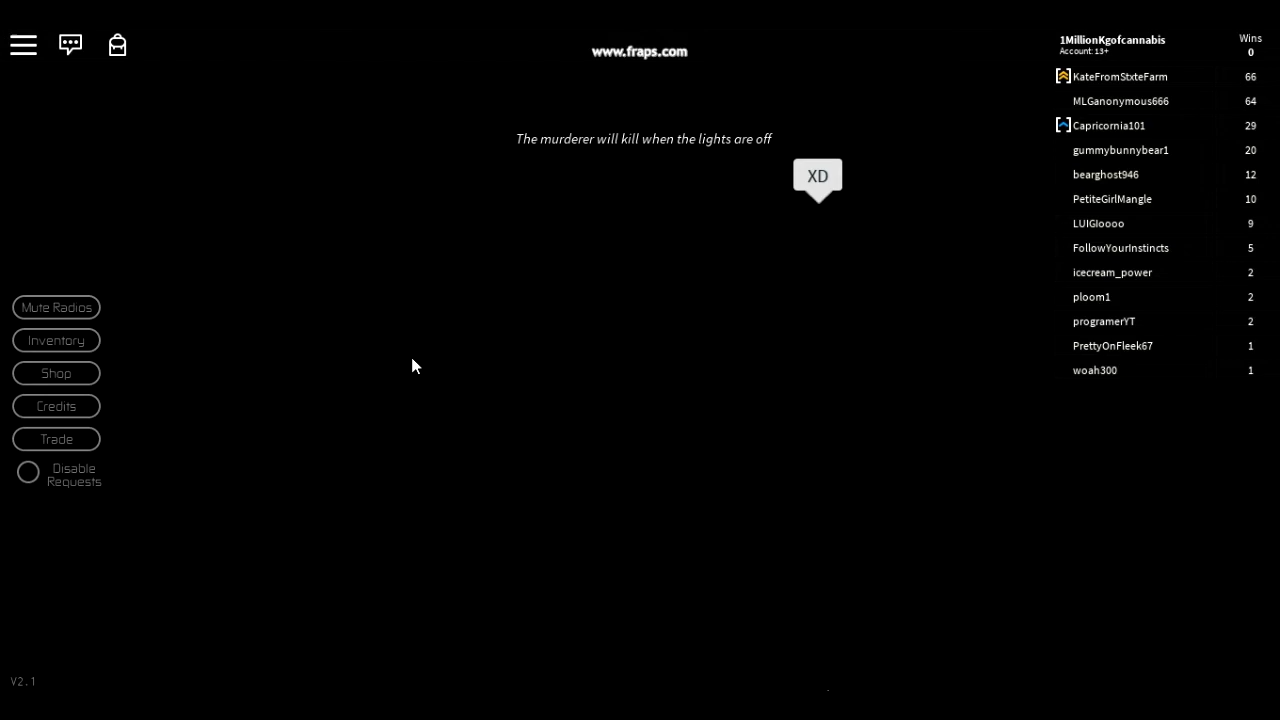 www.fraps.com
1MillionKgofcannabis
Account: 13+
Wins
0
KateFromStxteFarm 66
MLGanonymous666 64
Capricornia101 29
gummybunnybear1 20
bearghost946 12
PetiteGirlMangle 10
LUIGIoooo 9
FollowYourInstincts 5
icecream_power 2
ploom1 2
programerYT 2
PrettyOnFleek67 1
woah300 1
The murderer will kill when the lights are off
XD
Mute Radios
Inventory
Shop
Credits
Trade
Disable
Requests
V2.1